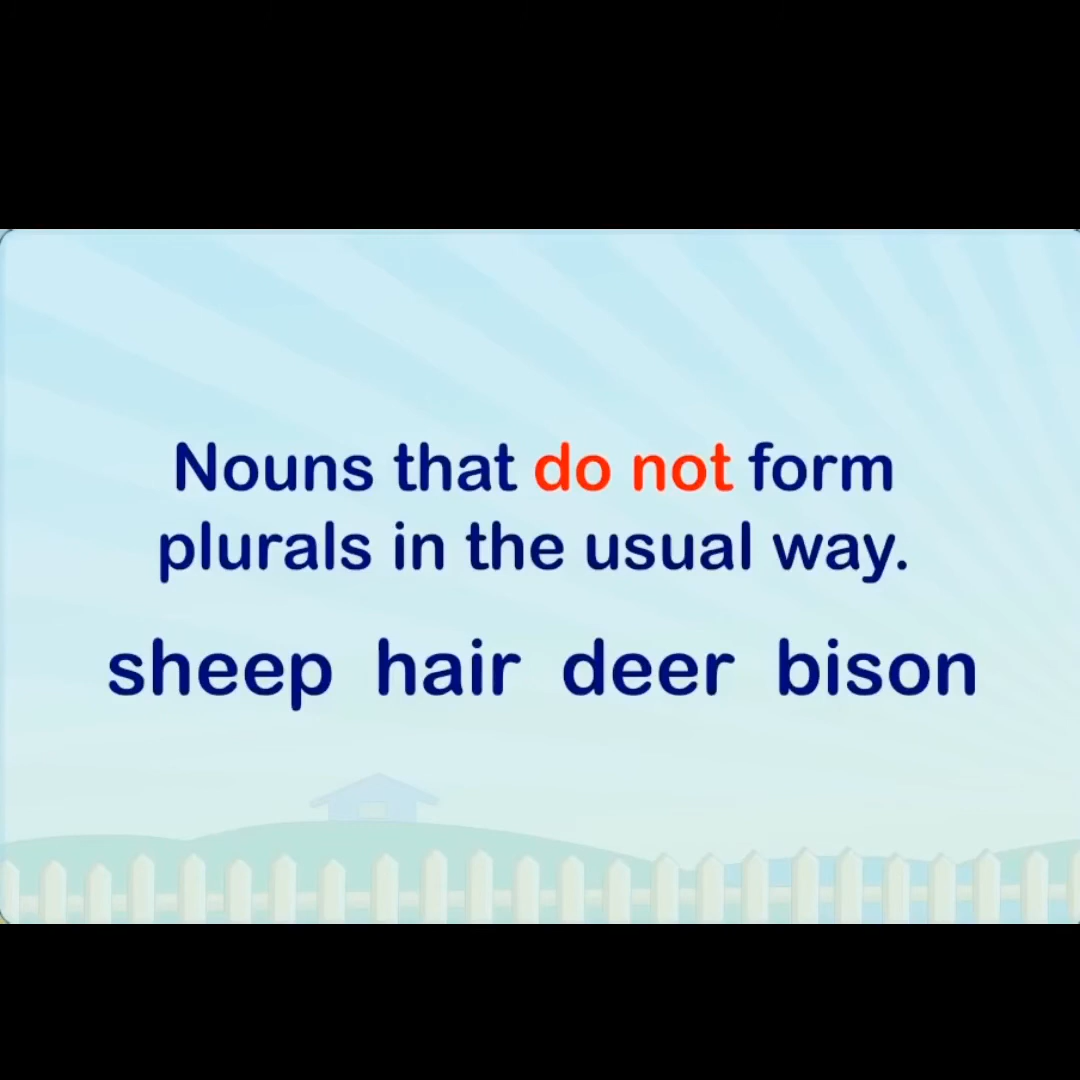 Nouns that do not form
plurals in the usual way.
sheep hair deer bison